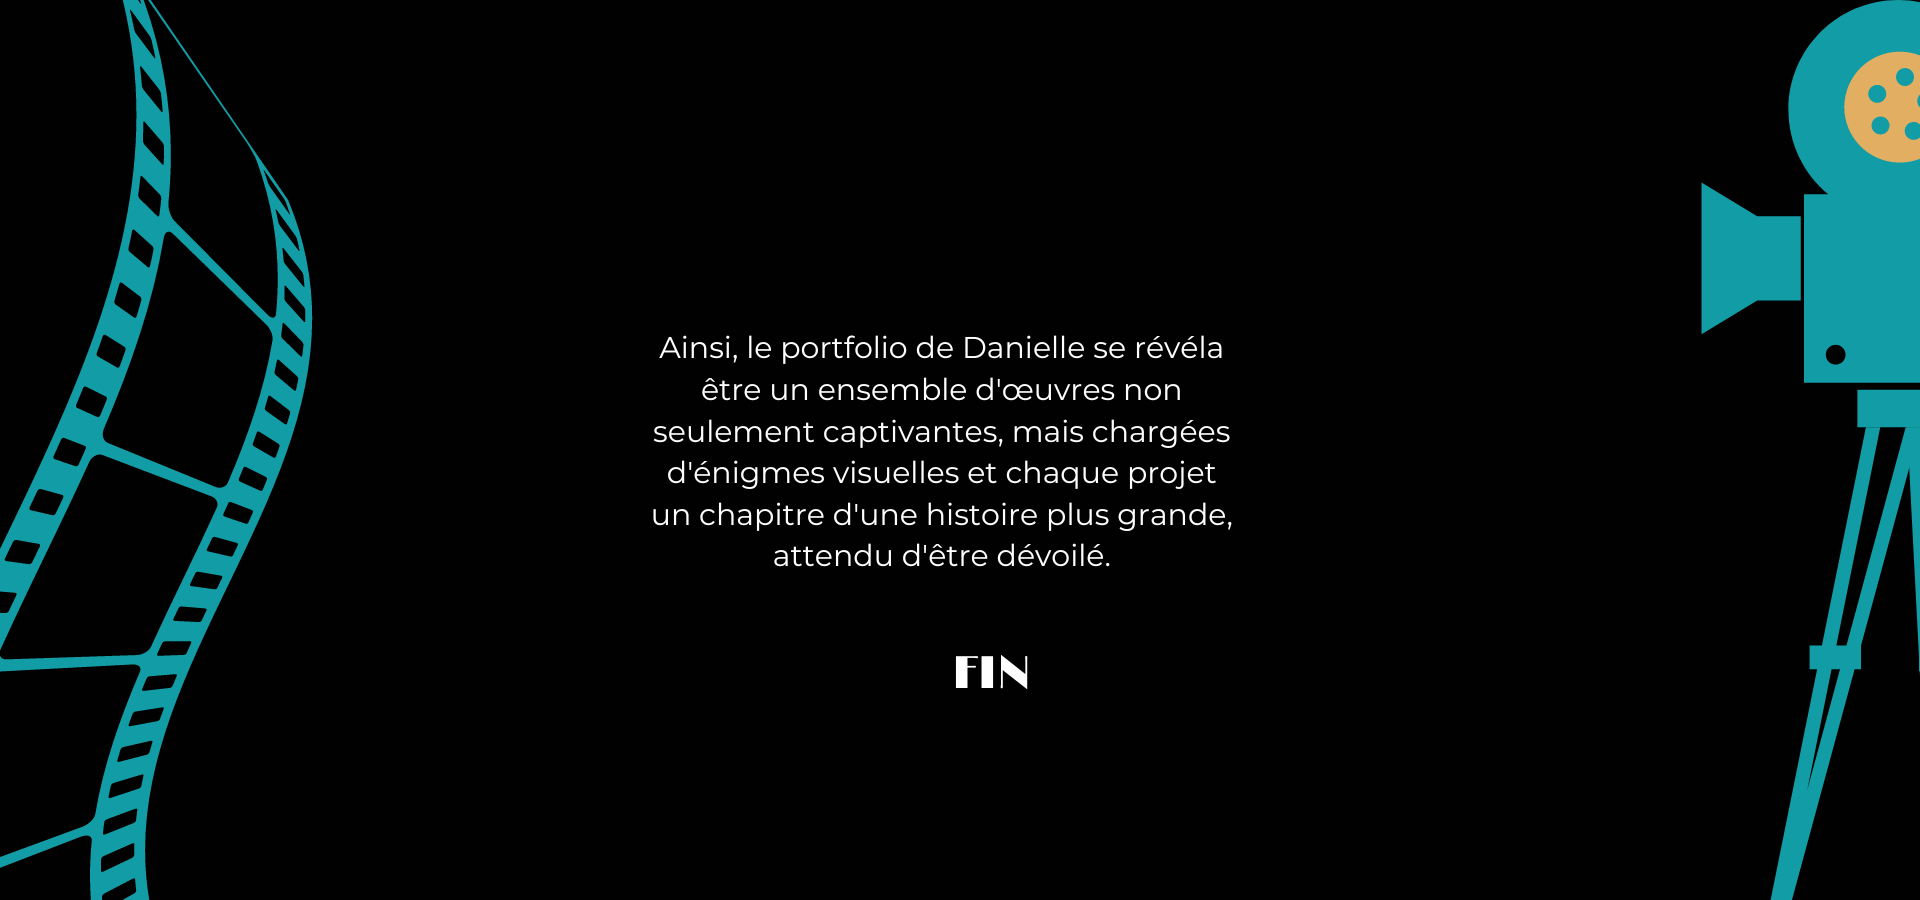 Ainsi, le portfolio de Danielle se révéla
être un ensemble d'œuvres non
seulement captivantes, mais chargées
d'énigmes visuelles et chaque projet
un chapitre d'une histoire plus grande,
attendu d'être dévoilé.
FIN